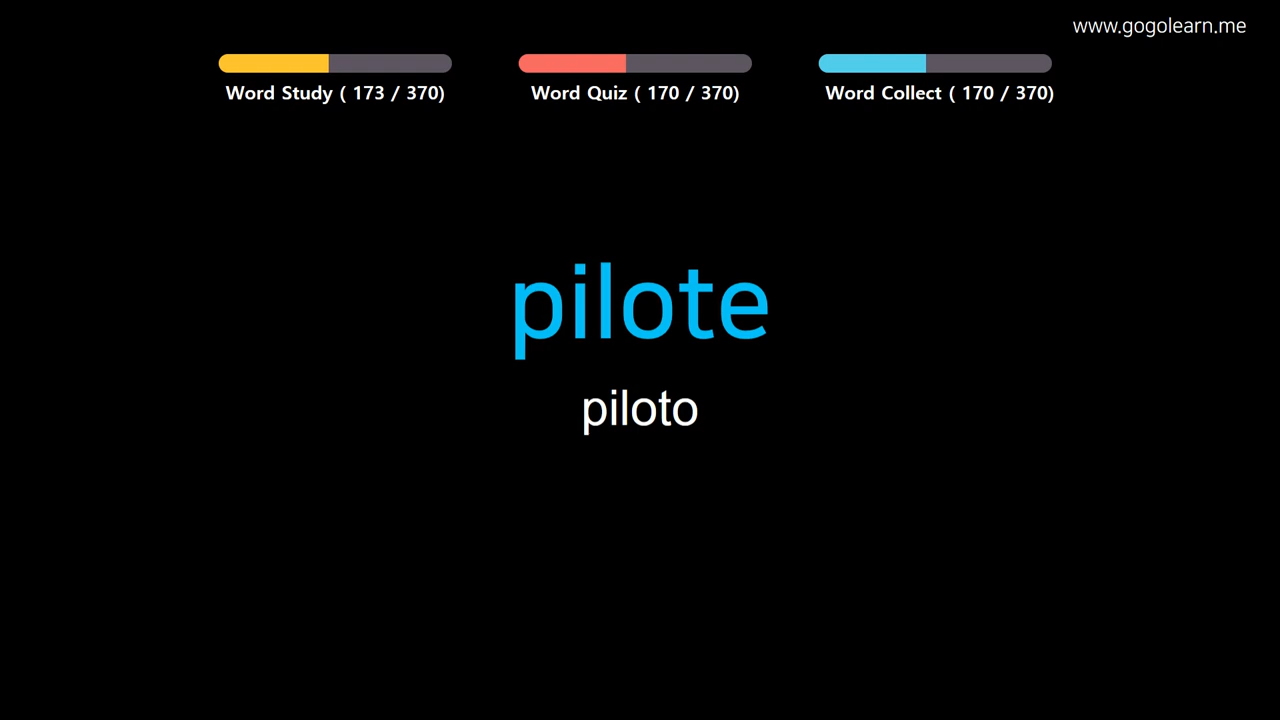 www.gogolearn.me
Word Study ( 173 / 370)
Word Quiz ( 170 / 370)
Word Collect ( 170 / 370)
pilote
piloto